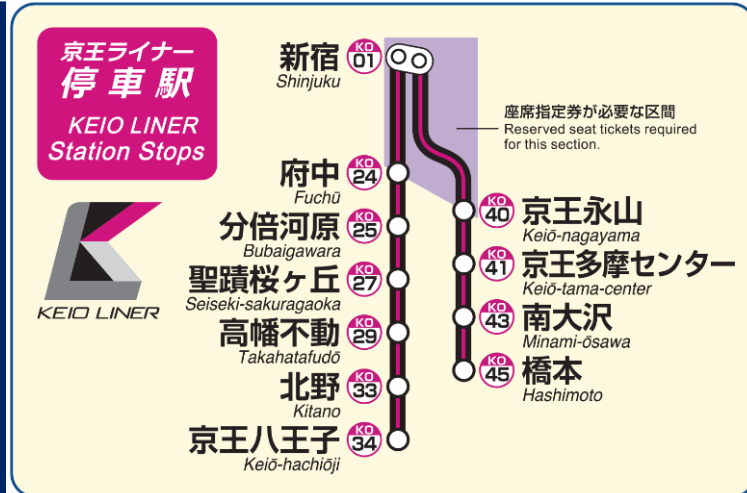 京王ライナー
停車駅
KEIO LINER
Station Stops
KEIO LINER
新宿 KO 01
Shinjuku
座席指定券が必要な区間
Reserved seat tickets required
for this section.
府中 KO 24
Fuchū
分倍河原 KO 25
Bubaigawara
聖蹟桜ヶ丘 KO 27
Seiseki-sakuragaoka
高幡不動 KO 29
Takahatafudō
北野 KO 33
Kitano
京王八王子 KO 34
Keiō-hachiōji
KO 40 京王永山
Keiō-nagayama
KO 41 京王多摩センター
Keiō-tama-center
KO 43 南大沢
Minami-ōsawa
KO 45 橋本
Hashimoto